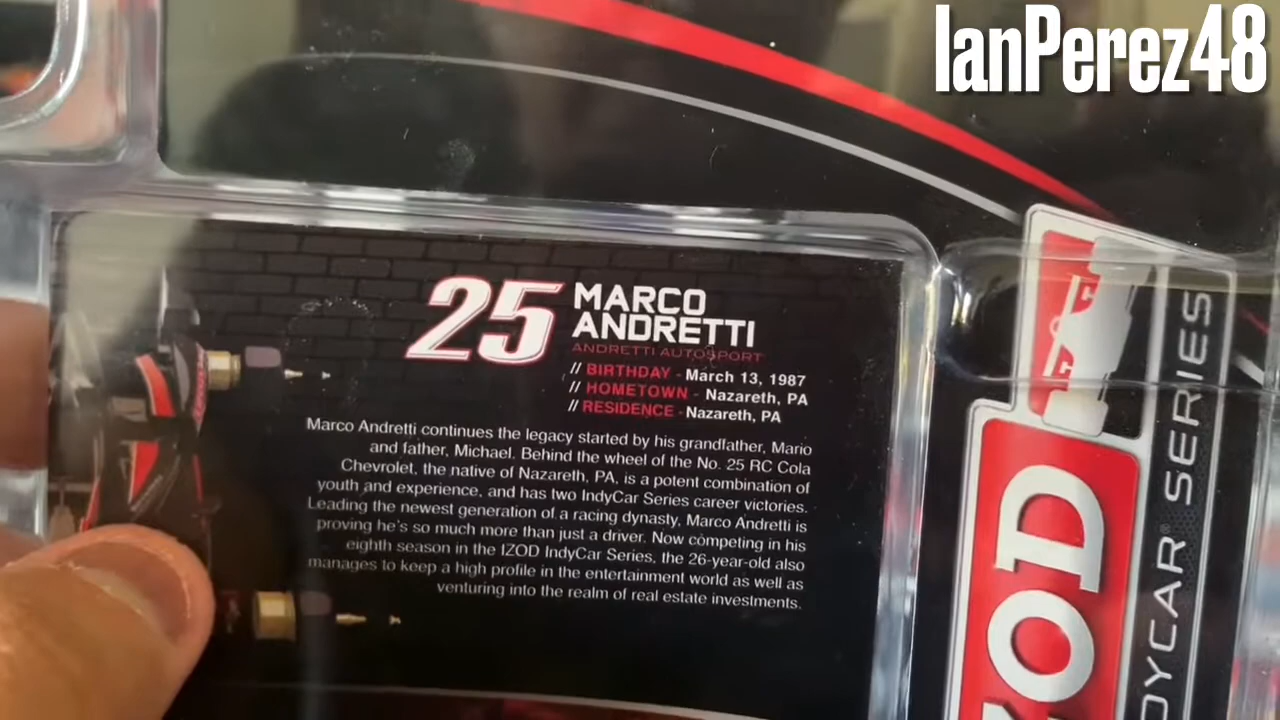 IanPerez48
25
MARCO
ANDRETTI
ANDRETTI AUTOSPORT
// BIRTHDAY - March 13, 1987
// HOMETOWN - Nazareth, PA
// RESIDENCE - Nazareth, PA
Marco Andretti continues the legacy started by his grandfather, Mario
and father, Michael. Behind the wheel of the No. 25 RC Cola
Chevrolet, the native of Nazareth, PA, is a potent combination of
youth and experience, and has two IndyCar Series career victories.
Leading the newest generation of a racing dynasty, Marco Andretti is
proving he's so much more than just a driver. Now competing in his
eighth season in the IZOD IndyCar Series, the 26-year-old also
manages to keep a high profile in the entertainment world as well as
venturing into the realm of real estate investments.
ZOD
DYCAR® SERIES